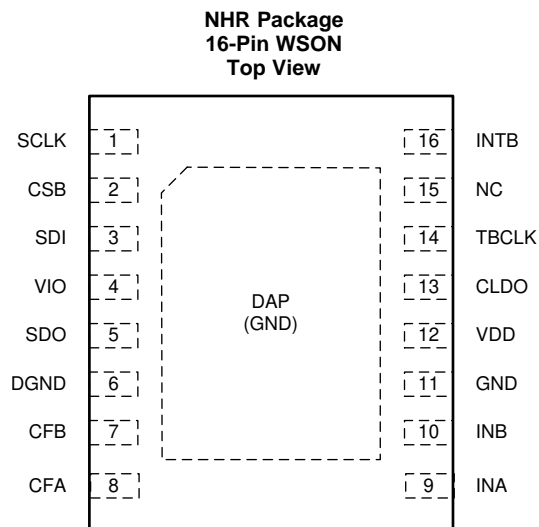 NHR Package
16-Pin WSON
Top View
SCLK 1 16 INTB
CSB 2 15 NC
SDI 3 14 TBCLK
VIO 4 13 CLDO
DAP
(GND)
SDO 5 12 VDD
DGND 6 11 GND
CFB 7 10 INB
CFA 8 9 INA